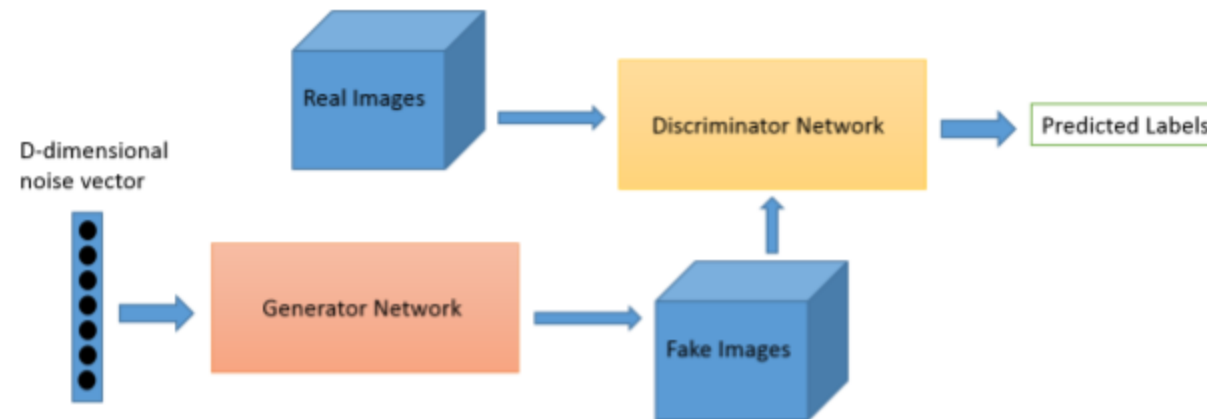 Real Images
Discriminator Network
Predicted Labels
D-dimensional
noise vector
Generator Network
Fake Images